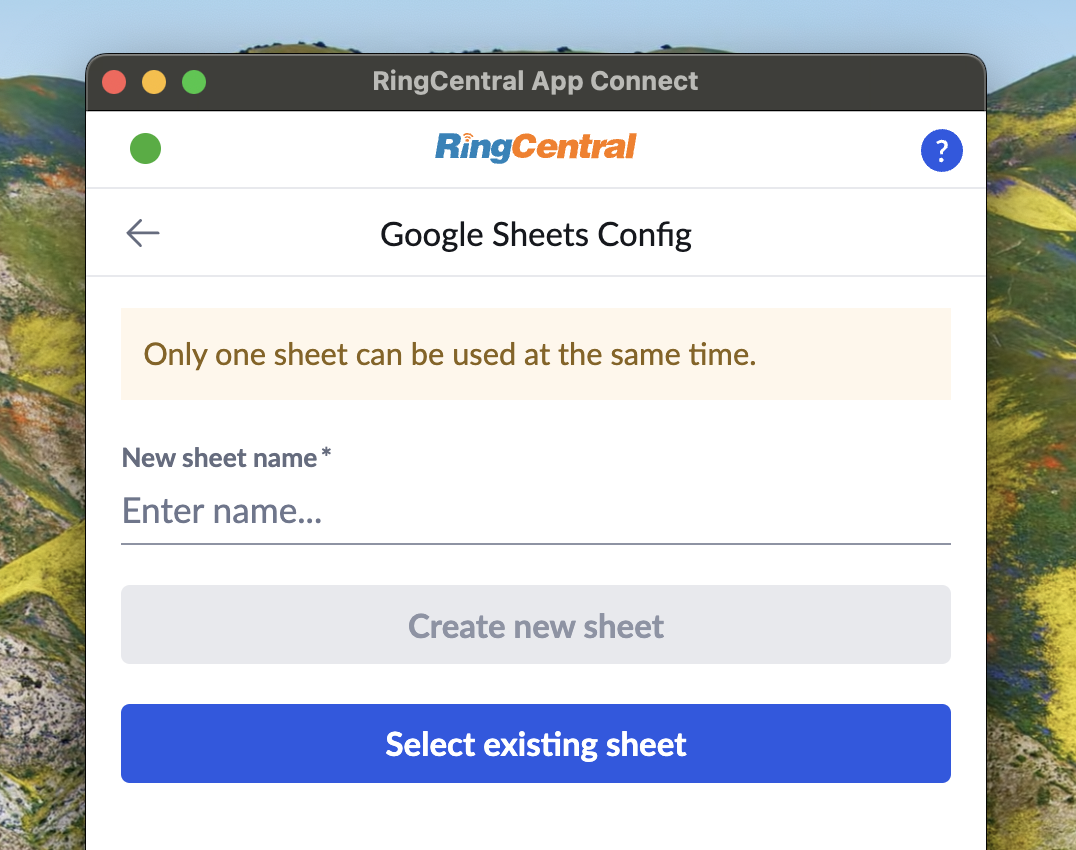 RingCentral App Connect
RingCentral
?
Google Sheets Config
Only one sheet can be used at the same time.
New sheet name*
Enter name...
Create new sheet
Select existing sheet